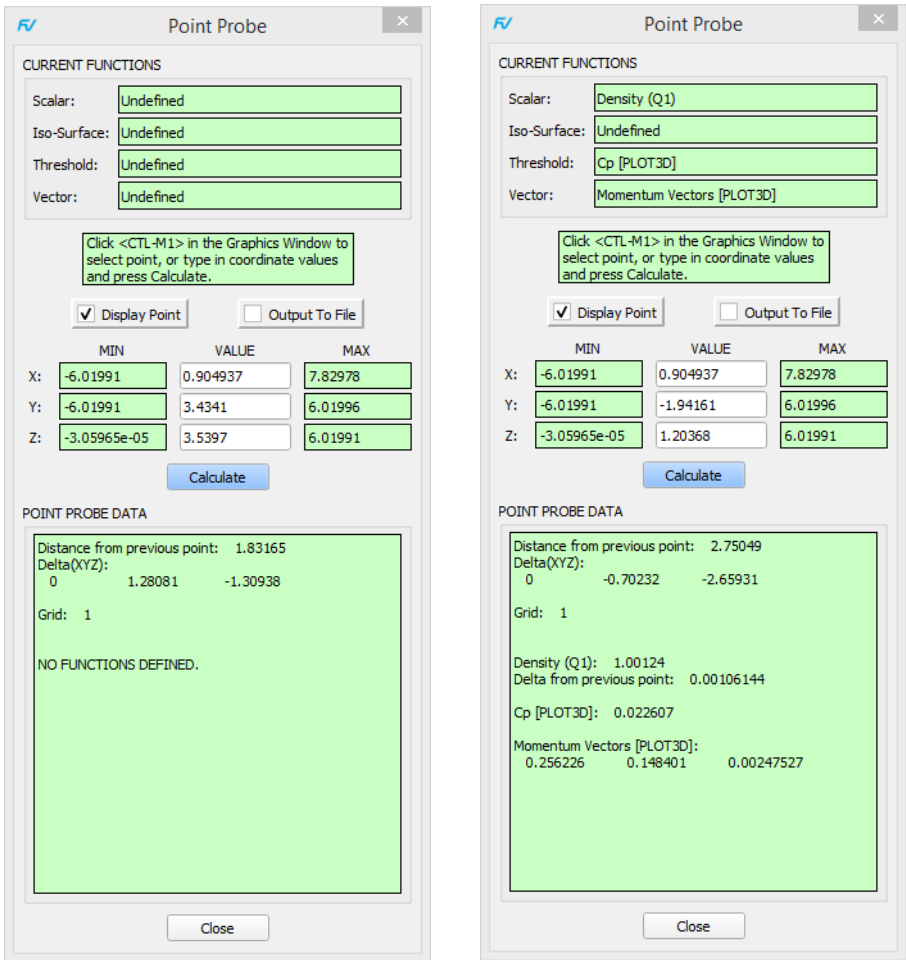 FV Point Probe ×
CURRENT FUNCTIONS
Scalar: Undefined
Iso-Surface: Undefined
Threshold: Undefined
Vector: Undefined
Click <CTL-M1> in the Graphics Window to
select point, or type in coordinate values
and press Calculate.
Display Point Output To File
MIN VALUE MAX
X: -6.01991 0.904937 7.82978
Y: -6.01991 3.4341 6.01996
Z: -3.05965e-05 3.5397 6.01991
Calculate
POINT PROBE DATA
Distance from previous point: 1.83165
Delta(XYZ):
0 1.28081 -1.30938
Grid: 1
NO FUNCTIONS DEFINED.
Close
FV Point Probe ×
CURRENT FUNCTIONS
Scalar: Density (Q1)
Iso-Surface: Undefined
Threshold: Cp [PLOT3D]
Vector: Momentum Vectors [PLOT3D]
Click <CTL-M1> in the Graphics Window to
select point, or type in coordinate values
and press Calculate.
Display Point Output To File
MIN VALUE MAX
X: -6.01991 0.904937 7.82978
Y: -6.01991 -1.94161 6.01996
Z: -3.05965e-05 1.20368 6.01991
Calculate
POINT PROBE DATA
Distance from previous point: 2.75049
Delta(XYZ):
0 -0.70232 -2.65931
Grid: 1
Density (Q1): 1.00124
Delta from previous point: 0.00106144
Cp [PLOT3D]: 0.022607
Momentum Vectors [PLOT3D]:
0.256226 0.148401 0.00247527
Close